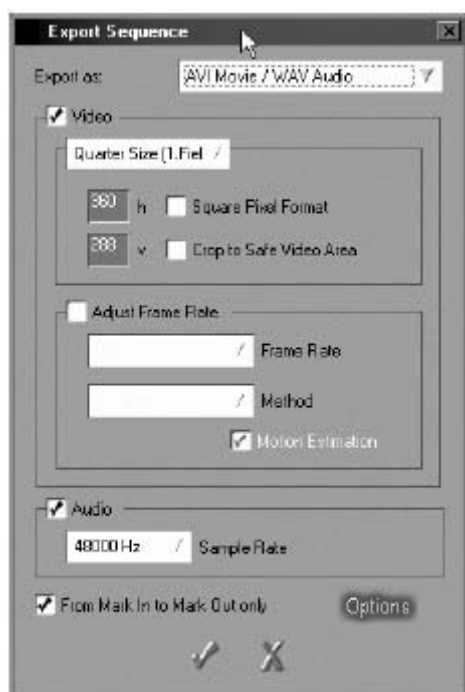 Export Sequence
Export as: AVI Movie / WAV Audio
Video
Quarter Size (1.Fiel
360 h Square Pixel Format
288 v Crop to Safe Video Area
Adjust Frame Rate
Frame Rate
Method
Motion Estimation
Audio
48000 Hz Sample Rate
From Mark In to Mark Out only Options